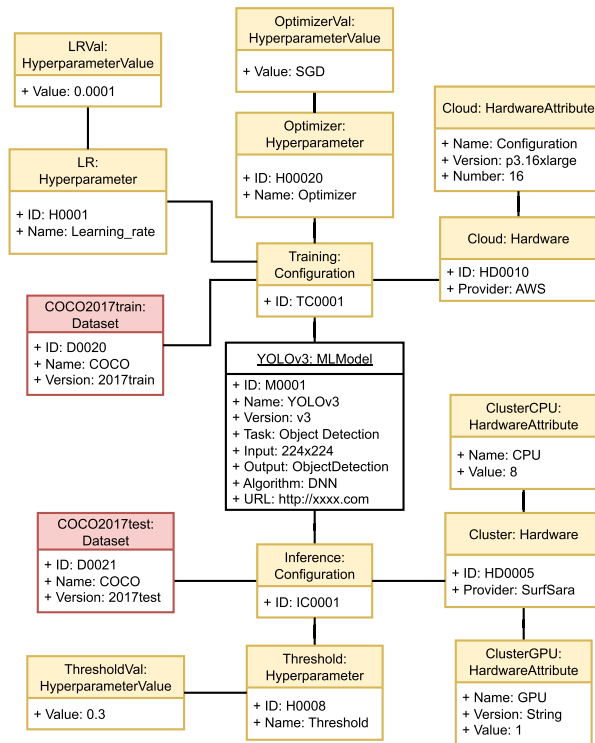 LRVal:
HyperparameterValue
+ Value: 0.0001
OptimizerVal:
HyperparameterValue
+ Value: SGD
Cloud: HardwareAttribute
+ Name: Configuration
+ Version: p3.16xlarge
+ Number: 16
LR:
Hyperparameter
+ ID: H0001
+ Name: Learning_rate
Optimizer:
Hyperparameter
+ ID: H00020
+ Name: Optimizer
Cloud: Hardware
+ ID: HD0010
+ Provider: AWS
Training:
Configuration
+ ID: TC0001
COCO2017train:
Dataset
+ ID: D0020
+ Name: COCO
+ Version: 2017train
YOLOv3: MLModel
+ ID: M0001
+ Name: YOLOv3
+ Version: v3
+ Task: Object Detection
+ Input: 224x224
+ Output: ObjectDetection
+ Algorithm: DNN
+ URL: http://xxxx.com
ClusterCPU:
HardwareAttribute
+ Name: CPU
+ Value: 8
COCO2017test:
Dataset
+ ID: D0021
+ Name: COCO
+ Version: 2017test
Inference:
Configuration
+ ID: IC0001
Cluster: Hardware
+ ID: HD0005
+ Provider: SurfSara
ThresholdVal:
HyperparameterValue
+ Value: 0.3
Threshold:
Hyperparameter
+ ID: H0008
+ Name: Threshold
ClusterGPU:
HardwareAttribute
+ Name: GPU
+ Version: String
+ Value: 1